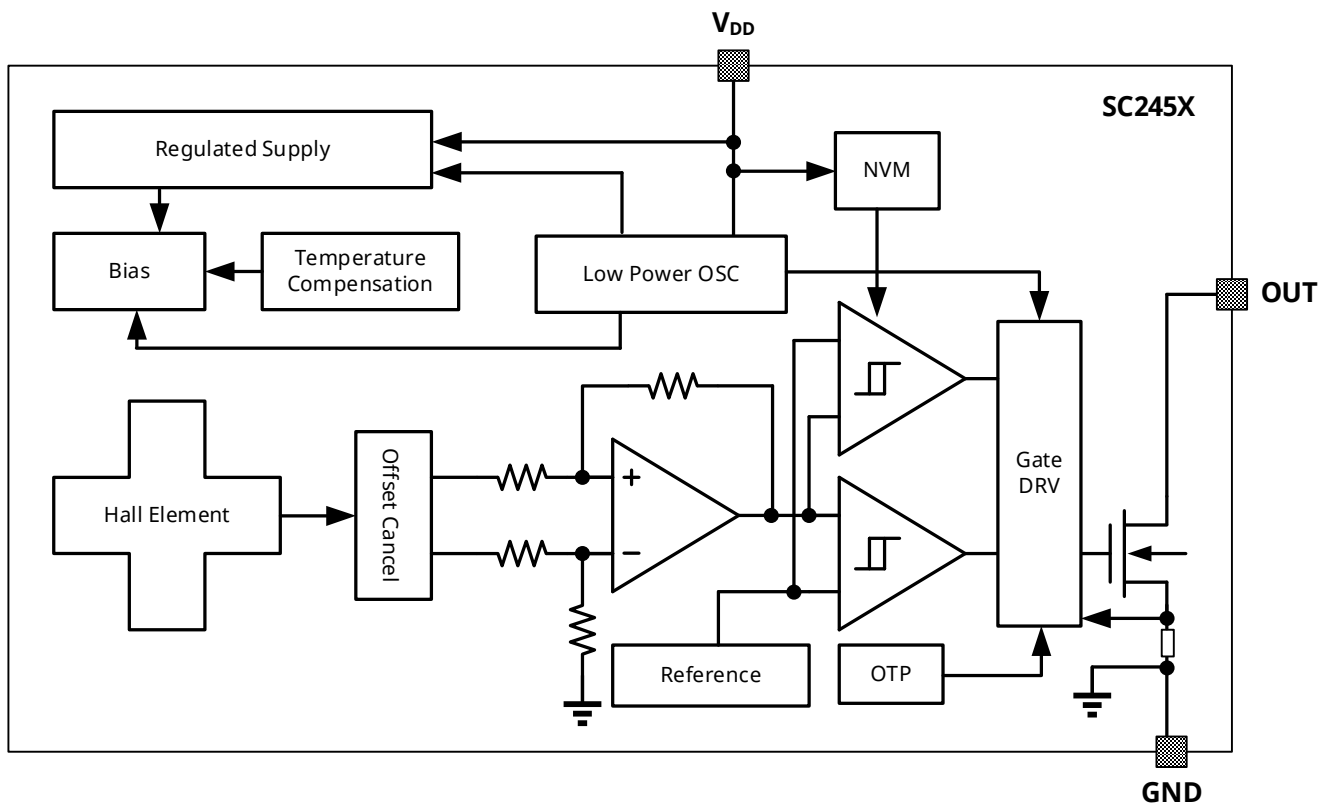 VDD
SC245X
Regulated Supply
NVM
Bias
Temperature
Compensation
Low Power OSC
OUT
Hall Element
Offset Cancel
+
−
Gate
DRV
Reference
OTP
GND